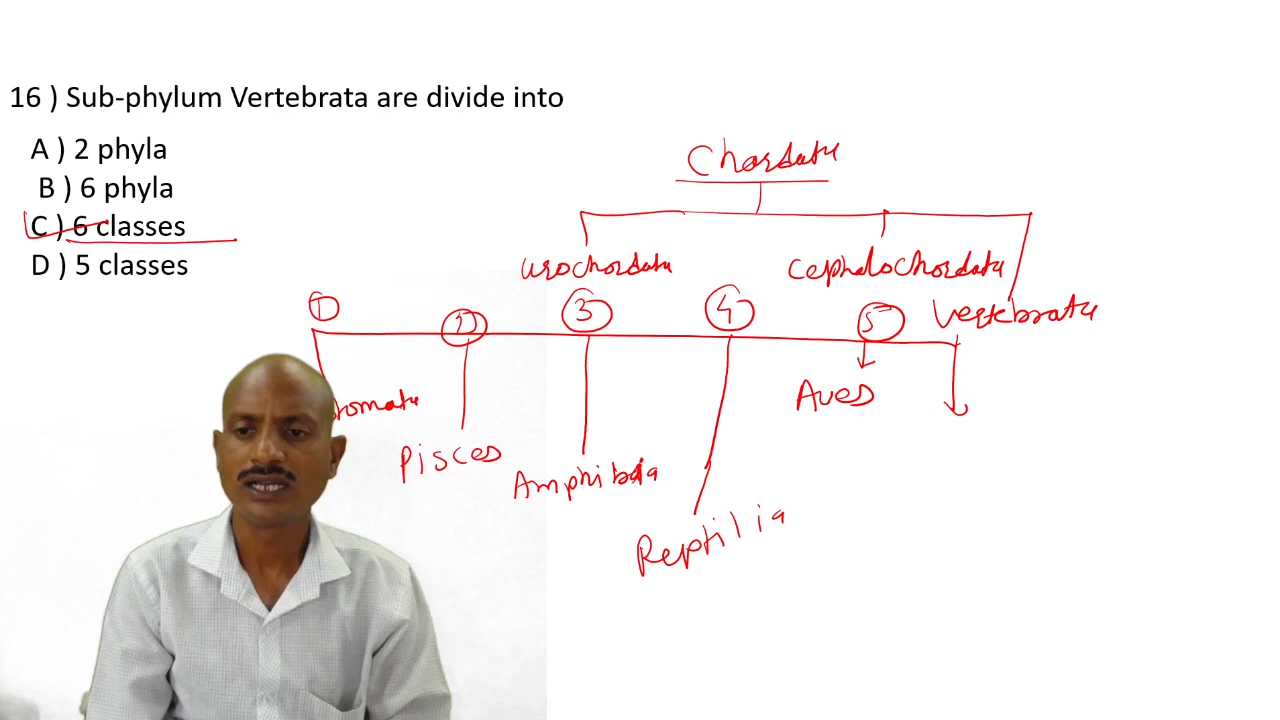 16 ) Sub-phylum Vertebrata are divide into
A ) 2 phyla
B ) 6 phyla
C ) 6 classes
D ) 5 classes
Chordata
urochordata
cephalochordata
vertebrata
1
2
3
4
5
stomata
Pisces
Amphibia
Reptilia
Aves